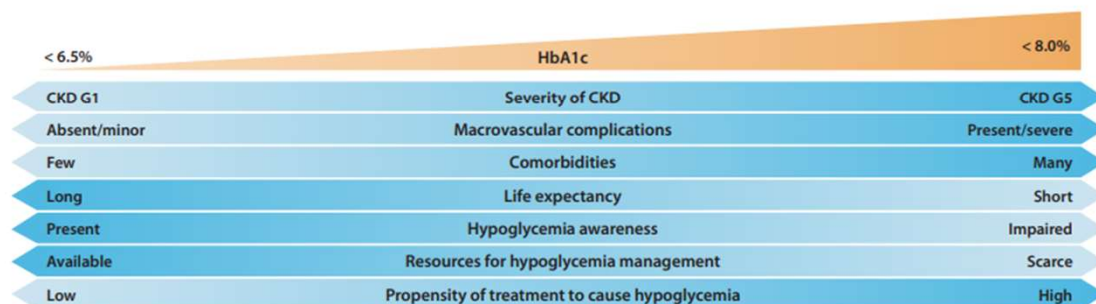 < 6.5% HbA1c < 8.0%
CKD G1 Severity of CKD CKD G5
Absent/minor Macrovascular complications Present/severe
Few Comorbidities Many
Long Life expectancy Short
Present Hypoglycemia awareness Impaired
Available Resources for hypoglycemia management Scarce
Low Propensity of treatment to cause hypoglycemia High